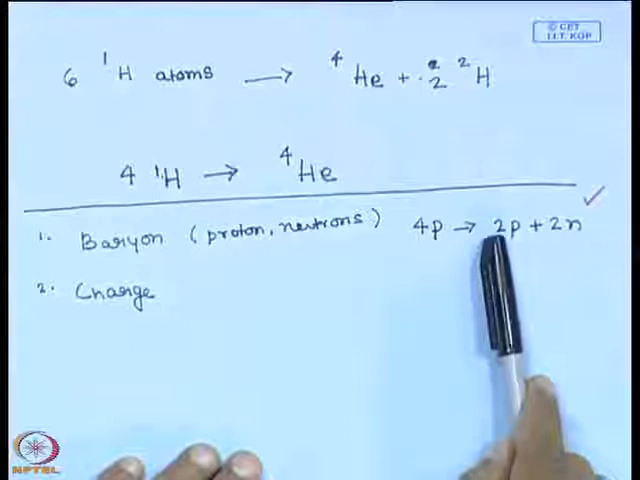 © CET
I.I.T. KGP
6 ¹H atoms → ⁴He + 2 ²H
4 ¹H → ⁴He
1. Baryon (proton, neutrons) 4p → 2p + 2n
2. Charge
NPTEL